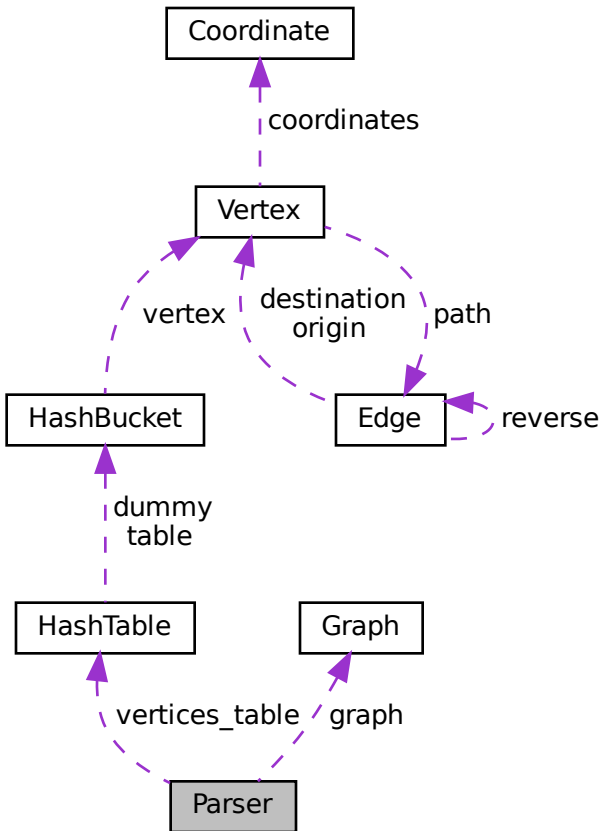 Coordinate
coordinates
Vertex
destination
origin
vertex
path
HashBucket
Edge
reverse
dummy
table
HashTable
Graph
vertices_table
graph
Parser